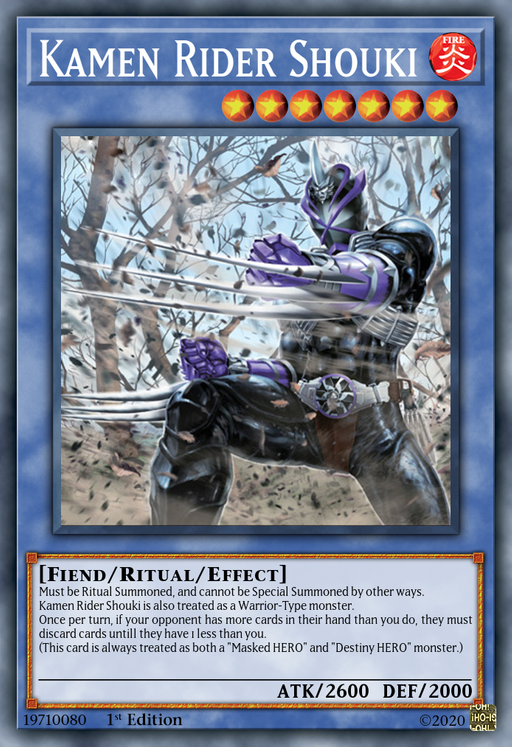 KAMEN RIDER SHOUKI
FIRE
炎
[FIEND/RITUAL/EFFECT]
Must be Ritual Summoned, and cannot be Special Summoned by other ways.
Kamen Rider Shouki is also treated as a Warrior-Type monster.
Once per turn, if your opponent has more cards in their hand than you do, they must
discard cards untill they have 1 less than you.
(This card is always treated as both a "Masked HERO" and "Destiny HERO" monster.)
ATK/2600 DEF/2000
19710080 1st Edition ©2020